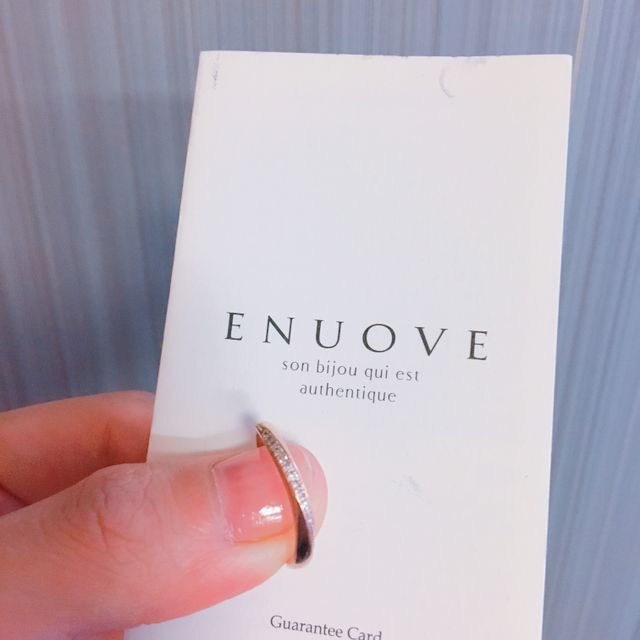 ENUOVE
son bijou qui est
authentique
Guarantee Card